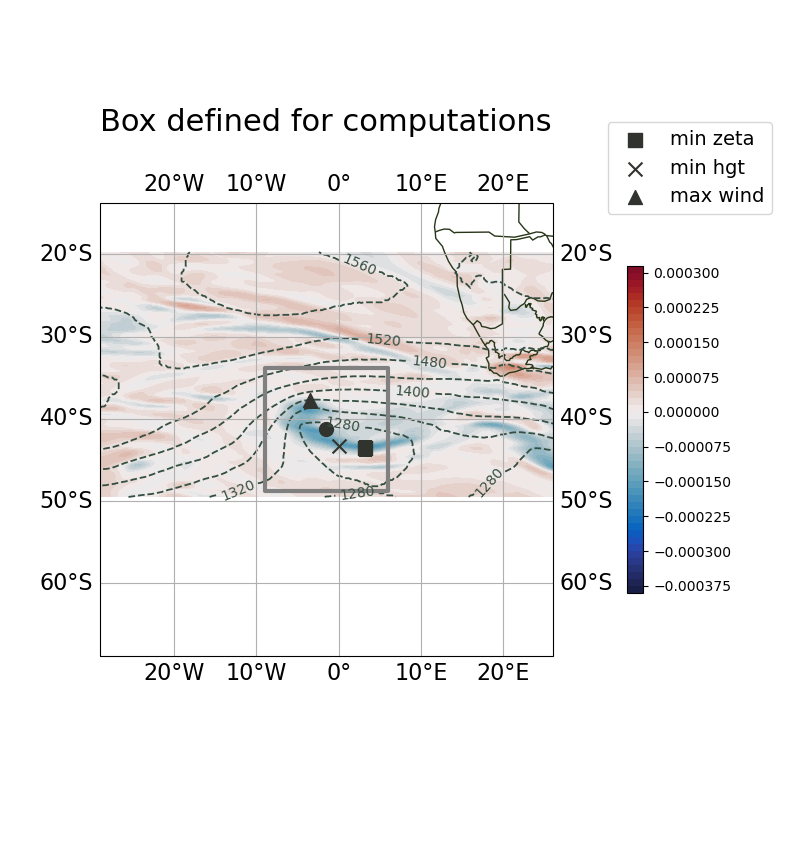 Box defined for computations
min zeta
min hgt
max wind
20°W 10°W 0° 10°E 20°E
20°S 20°S
30°S 30°S
40°S 40°S
50°S 50°S
60°S 60°S
20°W 10°W 0° 10°E 20°E
1560
1520
1480
1400
1280
1320
1280
1280
0.000300
0.000225
0.000150
0.000075
0.000000
−0.000075
−0.000150
−0.000225
−0.000300
−0.000375